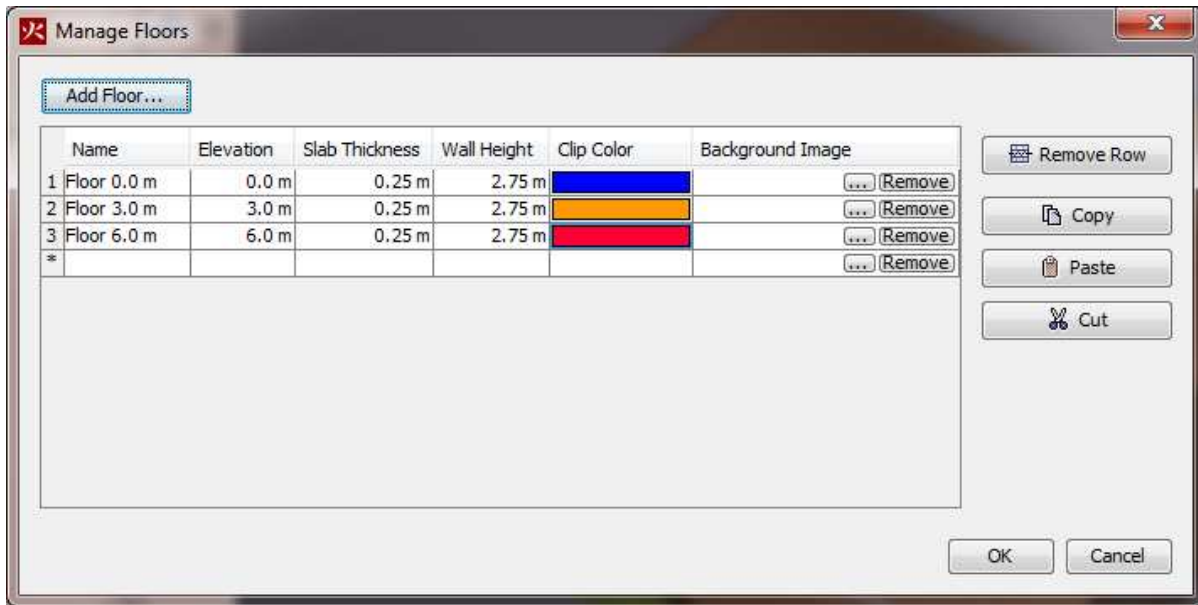 Manage Floors
Add Floor...
Name Elevation Slab Thickness Wall Height Clip Color Background Image
1 Floor 0.0 m 0.0 m 0.25 m 2.75 m ... Remove
2 Floor 3.0 m 3.0 m 0.25 m 2.75 m ... Remove
3 Floor 6.0 m 6.0 m 0.25 m 2.75 m ... Remove
* ... Remove
Remove Row
Copy
Paste
Cut
OK Cancel